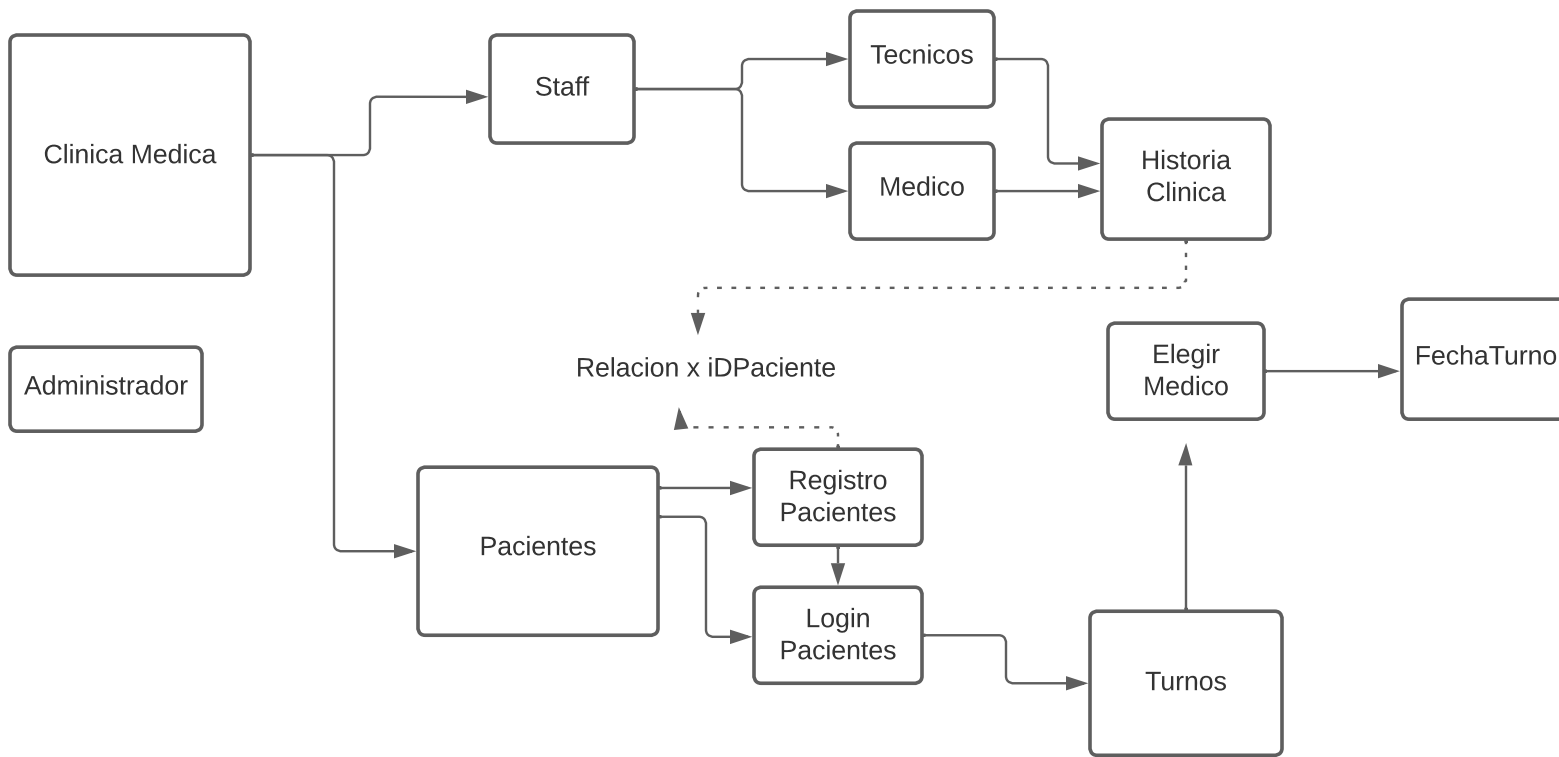 Clinica Medica
Staff
Tecnicos
Medico
Historia
Clinica
Relacion x iDPaciente
Administrador
Elegir
Medico
FechaTurno
Pacientes
Registro
Pacientes
Login
Pacientes
Turnos